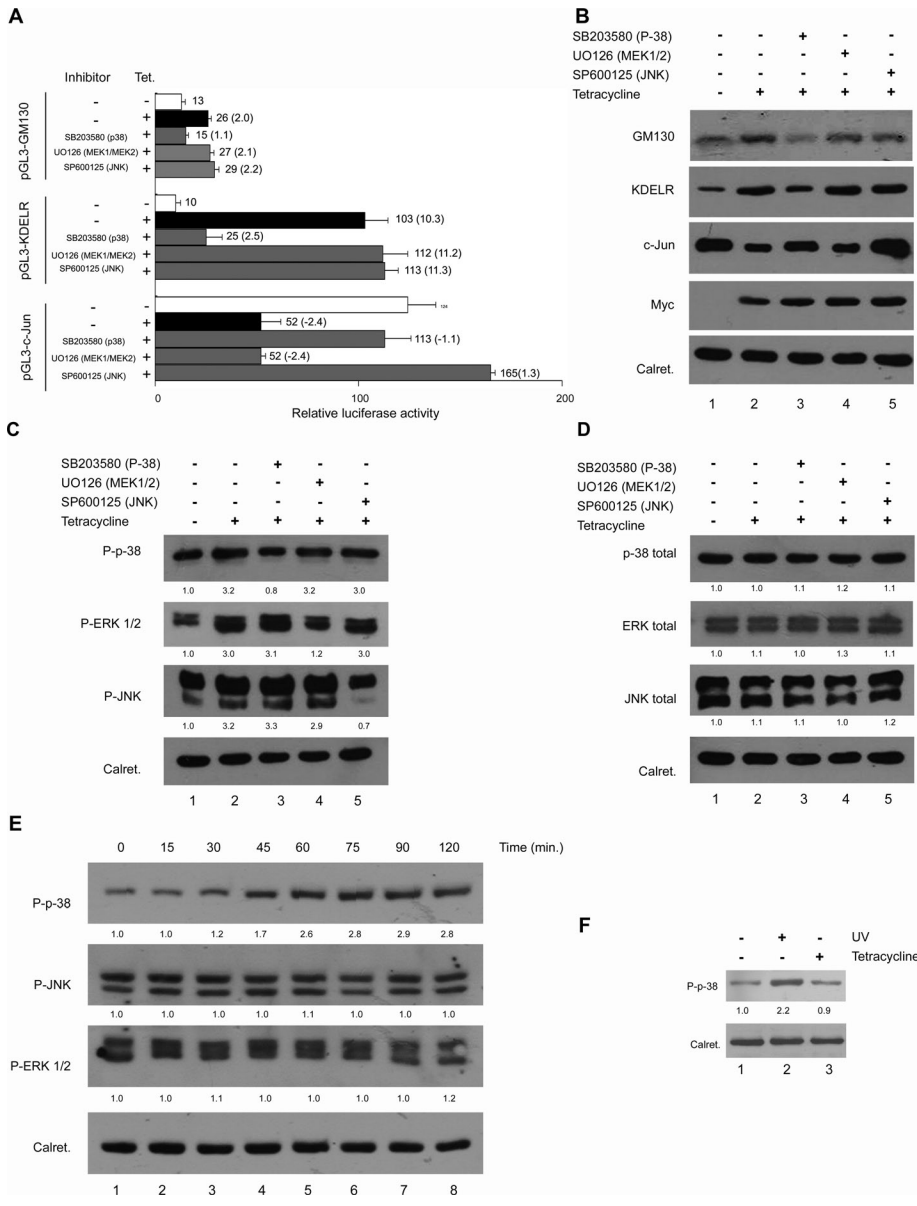 A
Inhibitor Tet.
pGL3-GM130
- - 13
- + 26 (2.0)
SB203580 (p38) + 15 (1.1)
UO126 (MEK1/MEK2) + 27 (2.1)
SP600125 (JNK) + 29 (2.2)
pGL3-KDELR
- - 10
- + 103 (10.3)
SB203580 (p38) + 25 (2.5)
UO126 (MEK1/MEK2) + 112 (11.2)
SP600125 (JNK) + 113 (11.3)
pGL3-c-Jun
- - 124
- + 52 (-2.4)
SB203580 (p38) + 113 (-1.1)
UO126 (MEK1/MEK2) + 52 (-2.4)
SP600125 (JNK) + 165(1.3)
0 100 200
Relative luciferase activity
B
SB203580 (P-38) - - + - -
UO126 (MEK1/2) - - - + -
SP600125 (JNK) - - - - +
Tetracycline - + + + +
GM130
KDELR
c-Jun
Myc
Calret.
1 2 3 4 5
C
SB203580 (P-38) - - + - -
UO126 (MEK1/2) - - - + -
SP600125 (JNK) - - - - +
Tetracycline - + + + +
P-p-38
1.0 3.2 0.8 3.2 3.0
P-ERK 1/2
1.0 3.0 3.1 1.2 3.0
P-JNK
1.0 3.2 3.3 2.9 0.7
Calret.
1 2 3 4 5
D
SB203580 (P-38) - - + - -
UO126 (MEK1/2) - - - + -
SP600125 (JNK) - - - - +
Tetracycline - + + + +
p-38 total
1.0 1.0 1.1 1.2 1.1
ERK total
1.0 1.1 1.0 1.3 1.1
JNK total
1.0 1.1 1.1 1.0 1.2
Calret.
1 2 3 4 5
E
0 15 30 45 60 75 90 120 Time (min.)
P-p-38
1.0 1.0 1.2 1.7 2.6 2.8 2.9 2.8
P-JNK
1.0 1.0 1.0 1.0 1.1 1.0 1.0 1.0
P-ERK 1/2
1.0 1.0 1.1 1.0 1.0 1.0 1.0 1.2
Calret.
1 2 3 4 5 6 7 8
F
- + - UV
- - + Tetracycline
P-p-38
1.0 2.2 0.9
Calret.
1 2 3